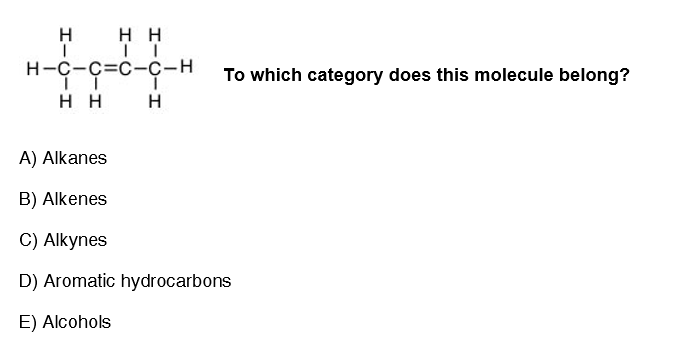 H H H
H-C-C=C-C-H
H H H
To which category does this molecule belong?
A) Alkanes
B) Alkenes
C) Alkynes
D) Aromatic hydrocarbons
E) Alcohols